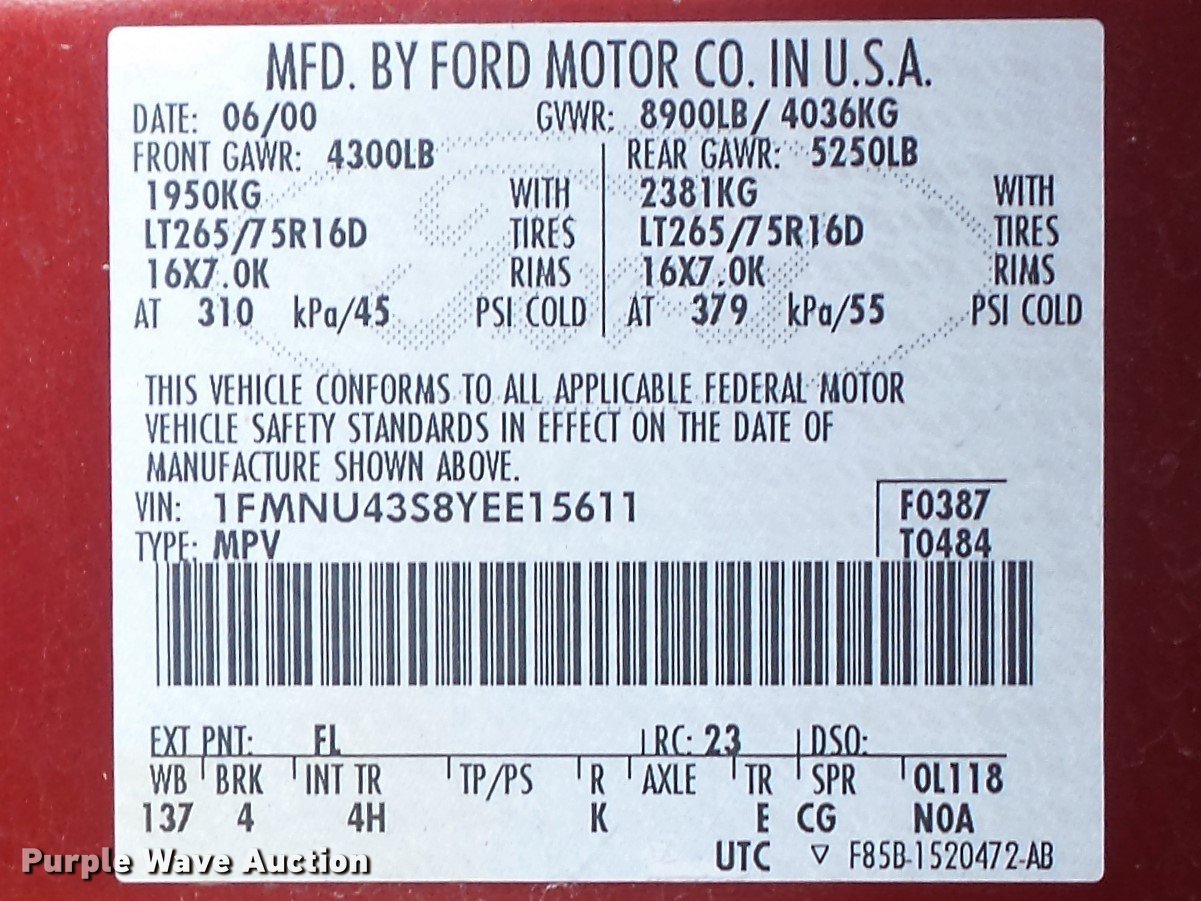 MFD. BY FORD MOTOR CO. IN U.S.A.
DATE: 06/00 GVWR: 8900LB/ 4036KG
FRONT GAWR: 4300LB REAR GAWR: 5250LB
1950KG WITH 2381KG WITH
LT265/75R16D TIRES LT265/75R16D TIRES
16X7.0K RIMS 16X7.0K RIMS
AT 310 kPa/45 PSI COLD AT 379 kPa/55 PSI COLD
THIS VEHICLE CONFORMS TO ALL APPLICABLE FEDERAL MOTOR
VEHICLE SAFETY STANDARDS IN EFFECT ON THE DATE OF
MANUFACTURE SHOWN ABOVE.
VIN: 1FMNU43S8YEE15611 F0387
TYPE: MPV T0484
EXT PNT: FL RC: 23 DSO:
WB BRK INT TR TP/PS R AXLE TR SPR 0L118
137 4 4H K E CG N0A
UTC ▽ F85B-1520472-AB
Purple Wave Auction